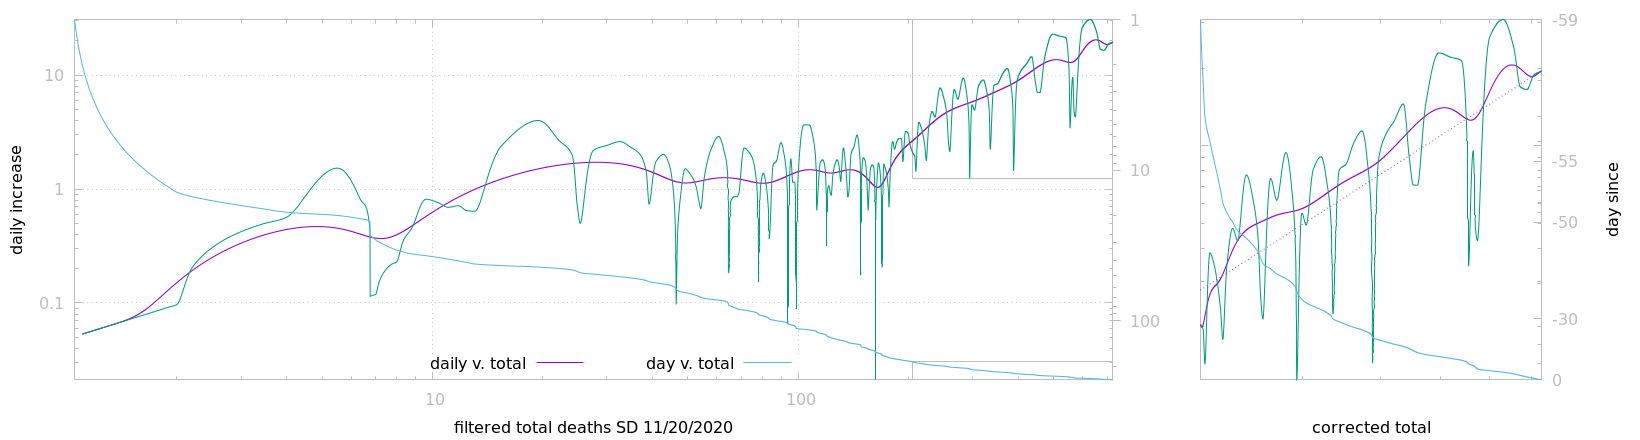 daily increase
10
1
0.1
10
100
filtered total deaths SD 11/20/2020
daily v. total
day v. total
1
10
100
-59
-55
-50
-30
0
day since
corrected total